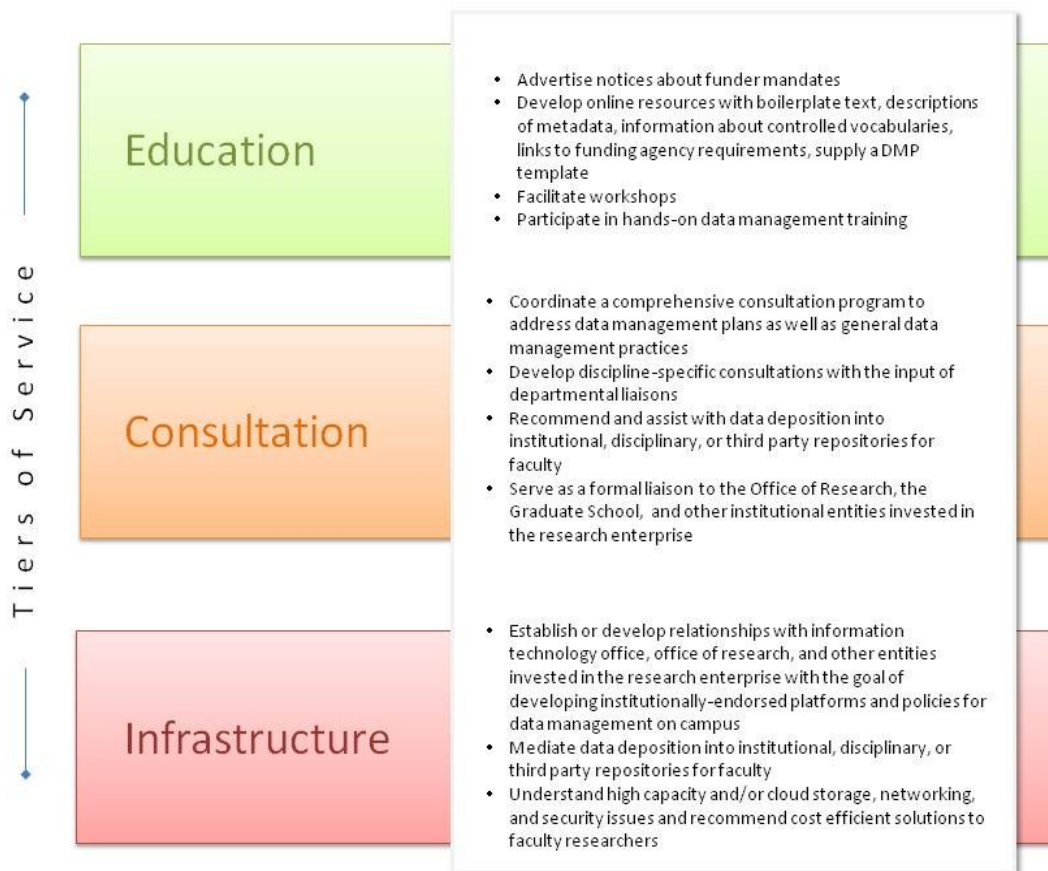 Tiers of Service
Education
• Advertise notices about funder mandates
• Develop online resources with boilerplate text, descriptions
of metadata, information about controlled vocabularies,
links to funding agency requirements, supply a DMP
template
• Facilitate workshops
• Participate in hands-on data management training
Consultation
• Coordinate a comprehensive consultation program to
address data management plans as well as general data
management practices
• Develop discipline-specific consultations with the input of
departmental liaisons
• Recommend and assist with data deposition into
institutional, disciplinary, or third party repositories for
faculty
• Serve as a formal liaison to the Office of Research, the
Graduate School, and other institutional entities invested in
the research enterprise
Infrastructure
• Establish or develop relationships with information
technology office, office of research, and other entities
invested in the research enterprise with the goal of
developing institutionally-endorsed platforms and policies for
data management on campus
• Mediate data deposition into institutional, disciplinary, or
third party repositories for faculty
• Understand high capacity and/or cloud storage, networking,
and security issues and recommend cost efficient solutions to
faculty researchers